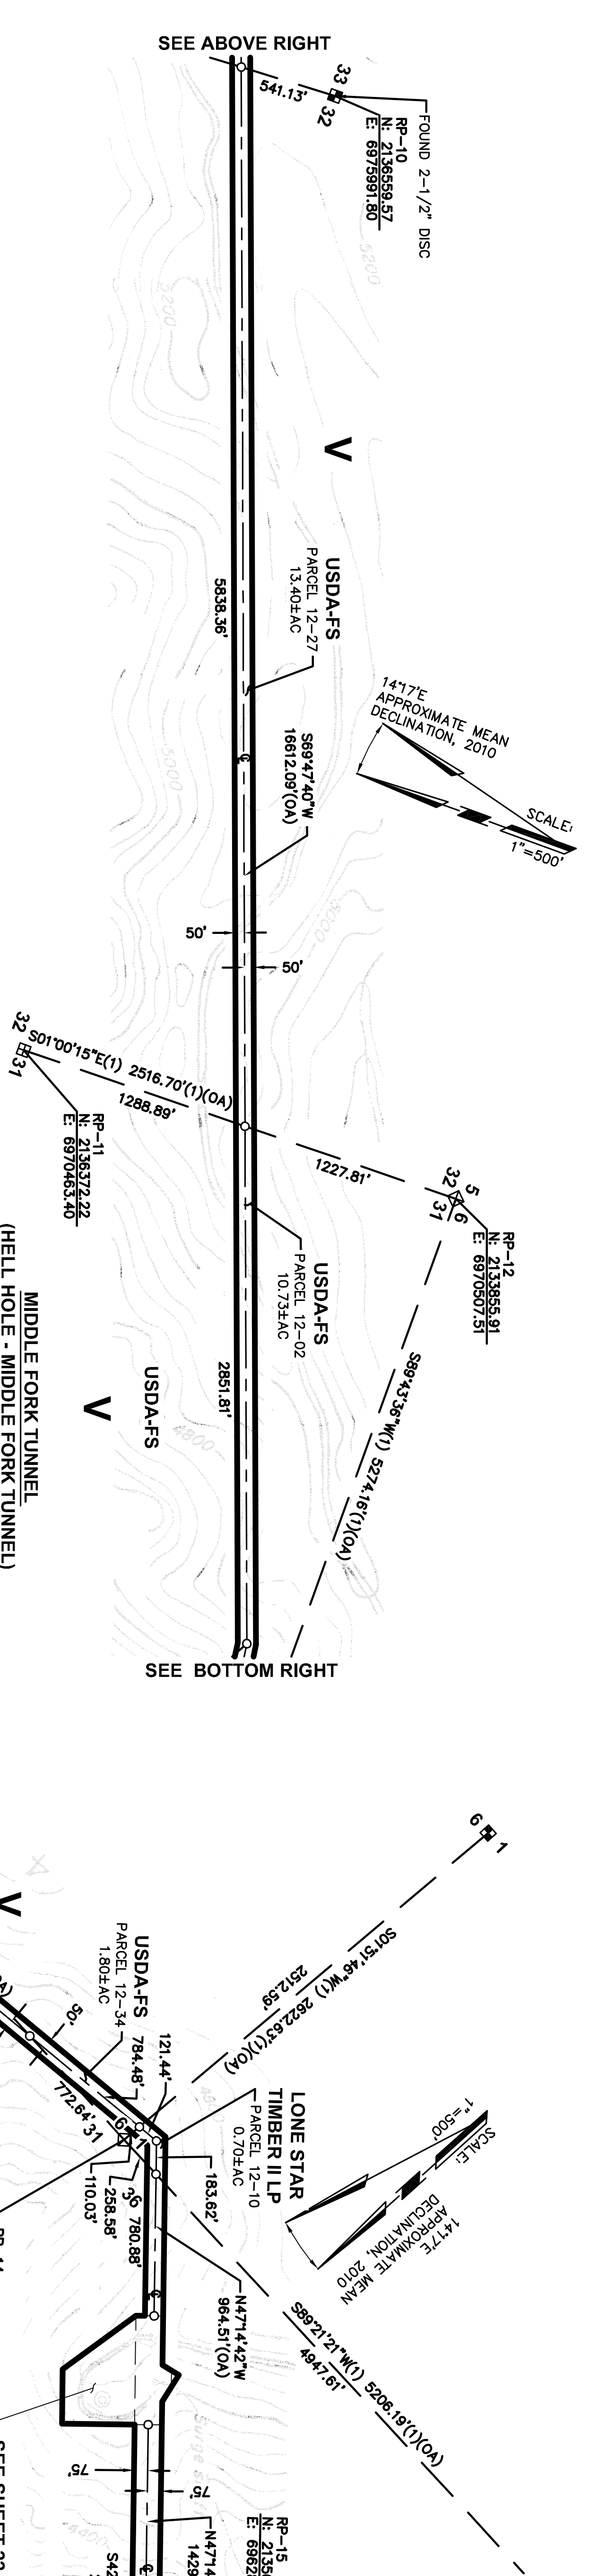 SEE ABOVE RIGHT
33
32
541.13'
FOUND 2-1/2" DISC
RP-10
N: 2136559.57
E: 6975991.80
5200
5200
V
USDA-FS
PARCEL 12-27
13.40±AC
5838.36'
14°17'E
APPROXIMATE MEAN
DECLINATION, 2010
SCALE:
1"=500'
S69°47'40"W
16612.09'(OA)
5000
5000
50'
50'
32
31
S01°00'15"E(1) 2516.70'(1)(OA)
1288.89'
1227.81'
RP-11
N: 2136372.22
E: 6970463.40
5
32
6
31
RP-12
N: 2133855.91
E: 6970507.51
USDA-FS
PARCEL 12-02
10.73±AC
2851.81'
S89°43'36"W(1) 5274.16'(1)(OA)
MIDDLE FORK TUNNEL
(HELL HOLE - MIDDLE FORK TUNNEL)
USDA-FS
V
4800
SEE BOTTOM RIGHT
6
1
S01°51'46"W(1) 2622.63'(1)(OA)
2512.59'
V
USDA-FS
PARCEL 12-34
1.80±AC
50'
784.48'
121.44'
772.64'
31
6
1
36
110.03'
258.58'
780.88'
183.62'
LONE STAR
TIMBER II LP
PARCEL 12-10
0.70±AC
1"=500'
SCALE:
14°17'E
APPROXIMATE MEAN
DECLINATION, 2010
N47°14'42"W
964.51'(OA)
S89°21'21"W(1) 5206.19'(1)(OA)
4947.61'
75'
75'
4400
RP-15